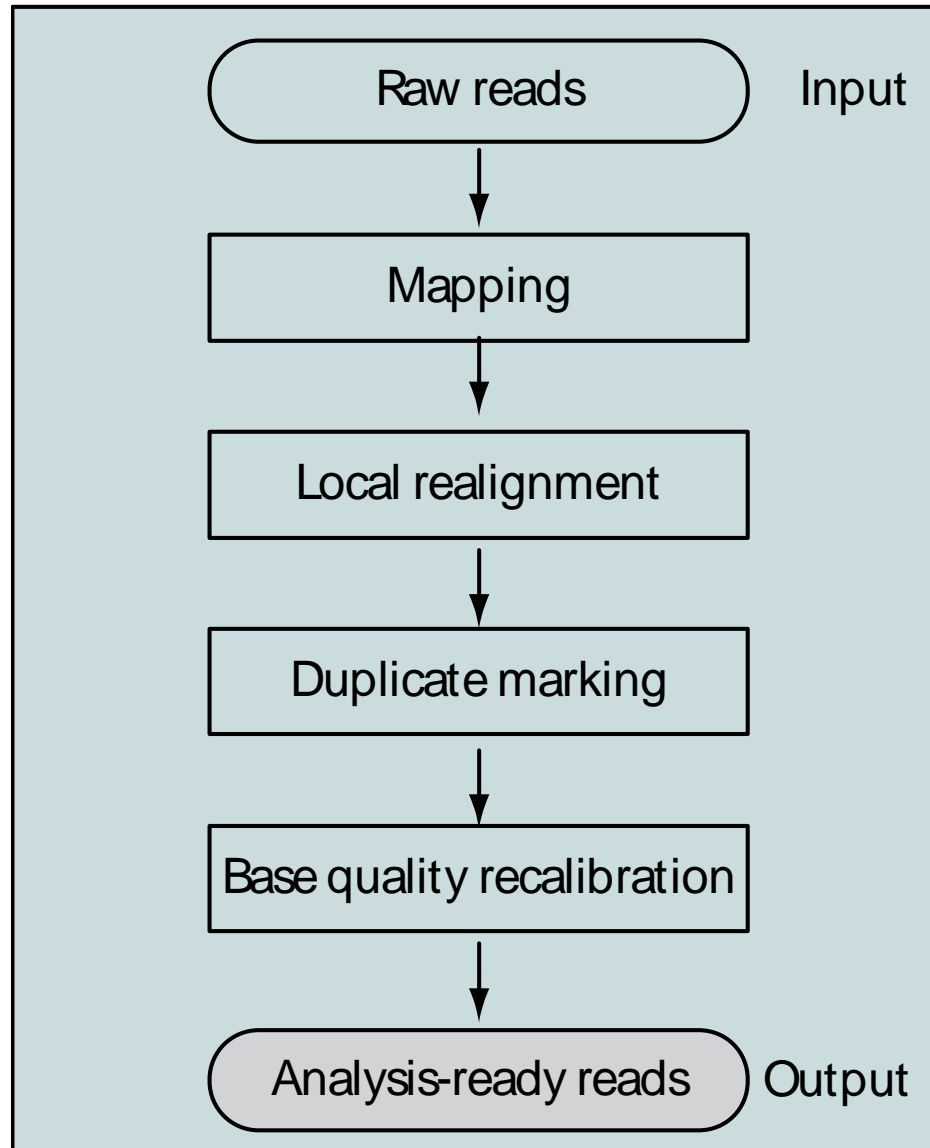 Raw reads Input
Mapping
Local realignment
Duplicate marking
Base quality recalibration
Analysis-ready reads Output